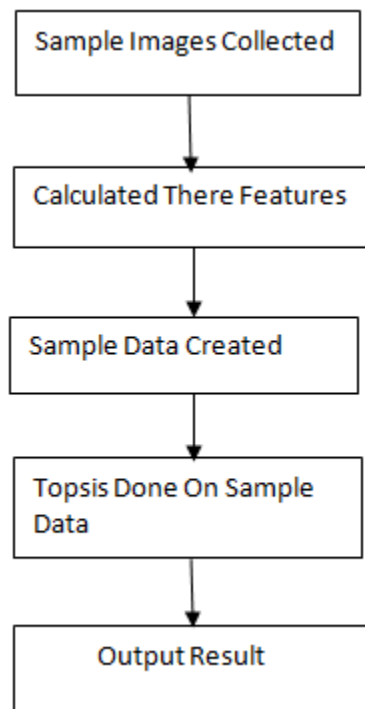 Sample Images Collected
Calculated There Features
Sample Data Created
Topsis Done On Sample
Data
Output Result